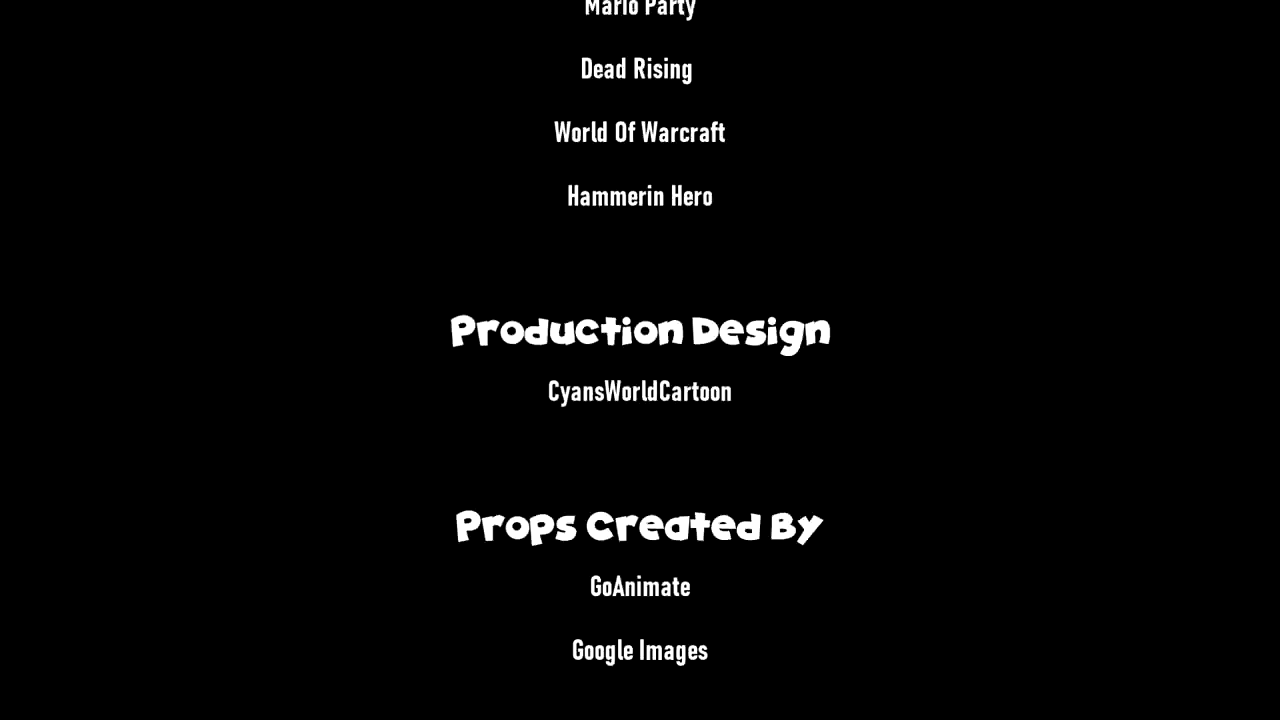 Mario Party
Dead Rising
World Of Warcraft
Hammerin Hero
Production Design
CyansWorldCartoon
Props Created By
GoAnimate
Google Images